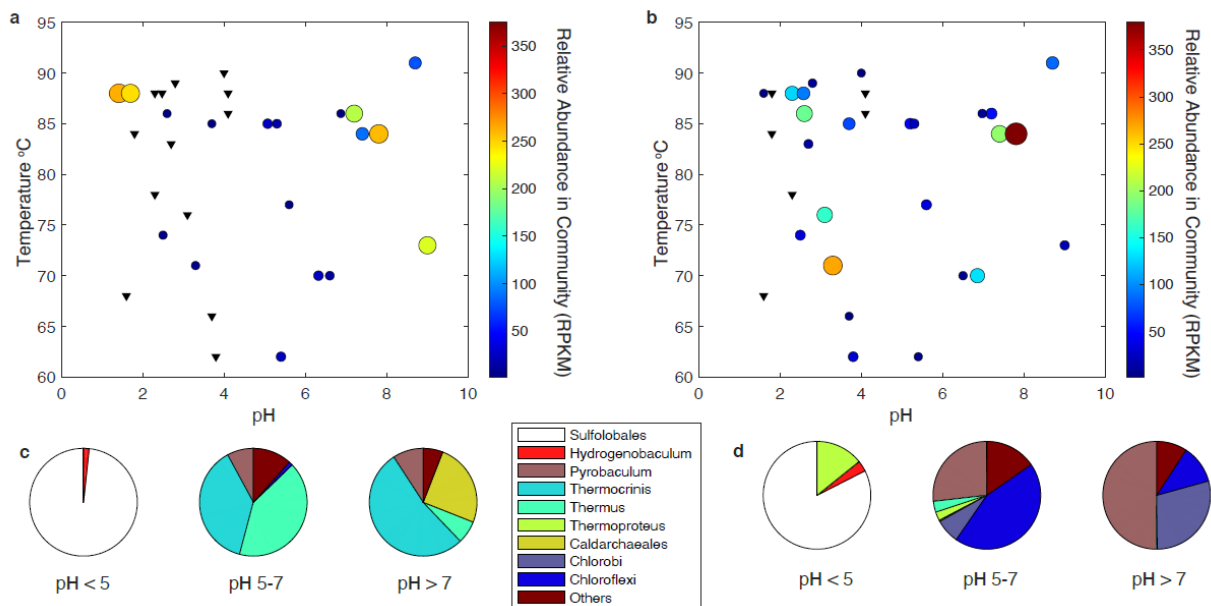 a
95
90
85
80
75
70
65
60
Temperature ºC
0
2
4
6
8
10
pH
350
300
250
200
150
100
50
Relative Abundance in Community (RPKM)
b
95
90
85
80
75
70
65
60
Temperature ºC
0
2
4
6
8
10
pH
350
300
250
200
150
100
50
Relative Abundance in Community (RPKM)
c
pH < 5
pH 5-7
pH > 7
Sulfolobales
Hydrogenobaculum
Pyrobaculum
Thermocrinis
Thermus
Thermoproteus
Caldarchaeales
Chlorobi
Chloroflexi
Others
d
pH < 5
pH 5-7
pH > 7